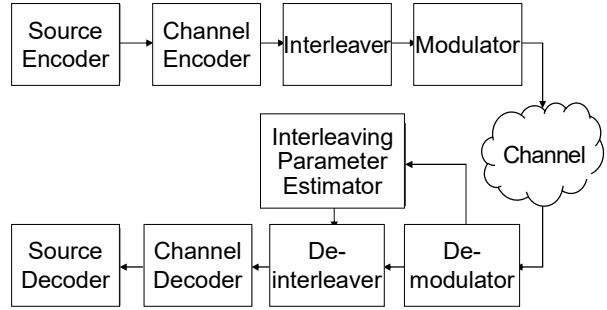 Source
Encoder
Channel
Encoder
Interleaver
Modulator
Channel
Interleaving
Parameter
Estimator
Source
Decoder
Channel
Decoder
De-
interleaver
De-
modulator